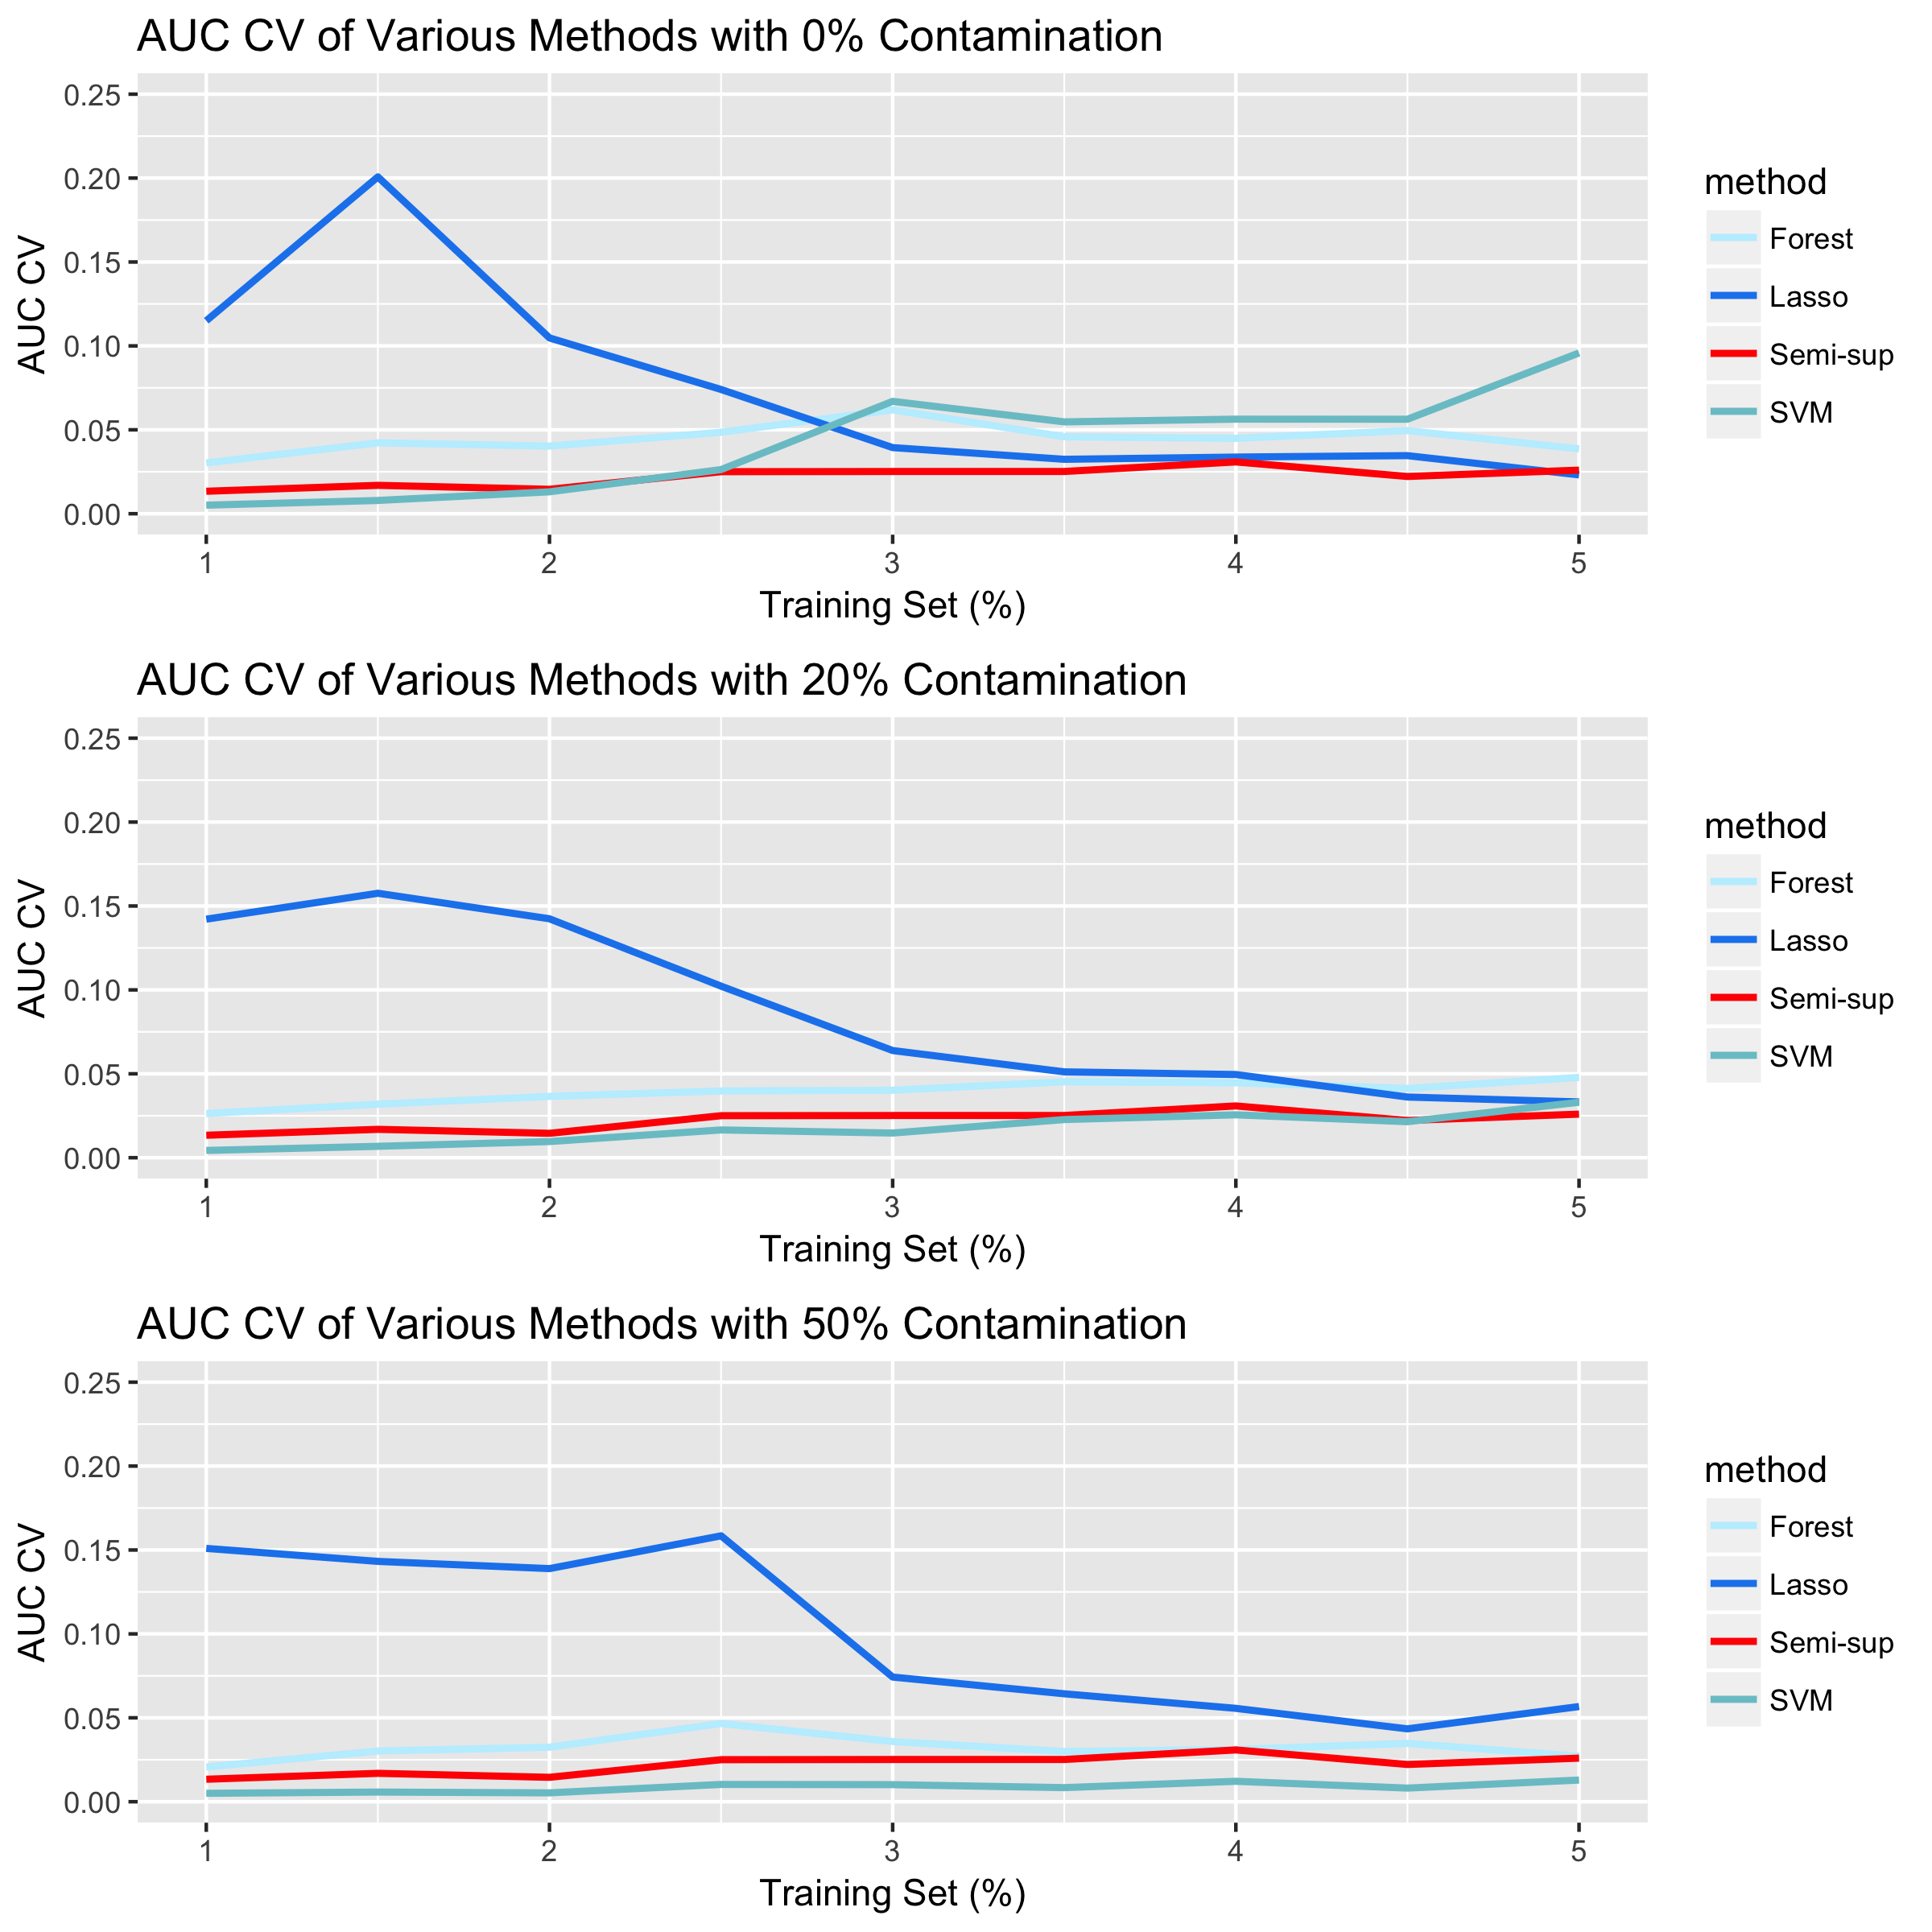 AUC CV of Various Methods with 0% Contamination
0.25
0.20
0.15
0.10
0.05
0.00
AUC CV
1 2 3 4 5
Training Set (%)
method
Forest
Lasso
Semi-sup
SVM
AUC CV of Various Methods with 20% Contamination
0.25
0.20
0.15
0.10
0.05
0.00
AUC CV
1 2 3 4 5
Training Set (%)
method
Forest
Lasso
Semi-sup
SVM
AUC CV of Various Methods with 50% Contamination
0.25
0.20
0.15
0.10
0.05
0.00
AUC CV
1 2 3 4 5
Training Set (%)
method
Forest
Lasso
Semi-sup
SVM